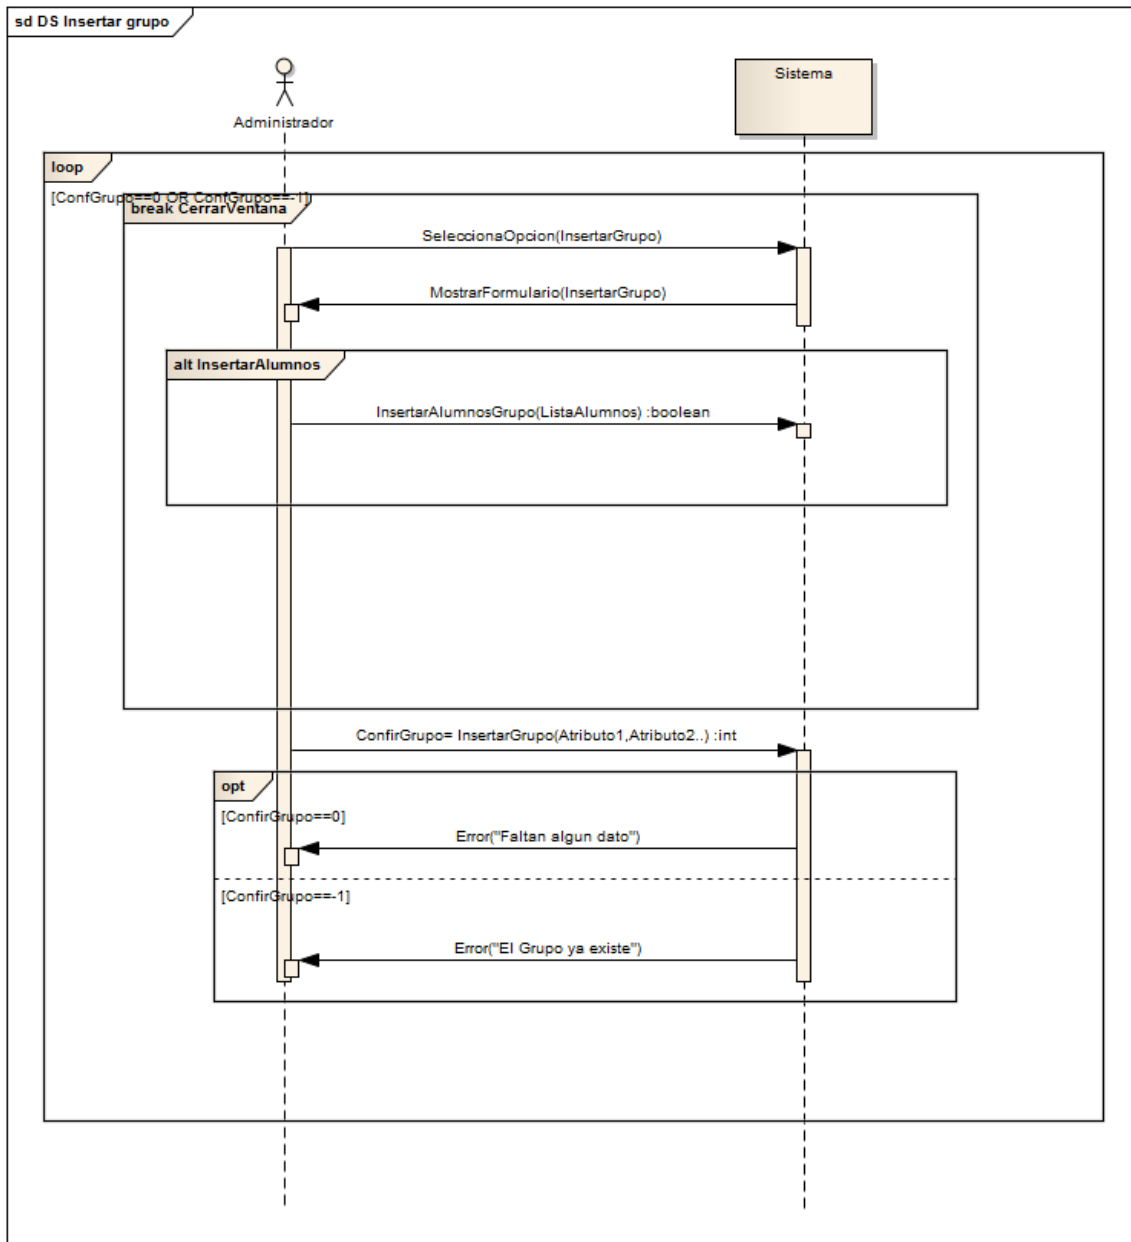 sd DS Insertar grupo
Administrador
Sistema
loop
[ConfGrupo==0 OR ConfGrupo==-1]
break CerrarVentana
SeleccionaOpcion(InsertarGrupo)
MostrarFormulario(InsertarGrupo)
alt InsertarAlumnos
InsertarAlumnosGrupo(ListaAlumnos) :boolean
ConfirGrupo= InsertarGrupo(Atributo1,Atributo2..) :int
opt
[ConfirGrupo==0]
Error("Faltan algun dato")
[ConfirGrupo==-1]
Error("El Grupo ya existe")